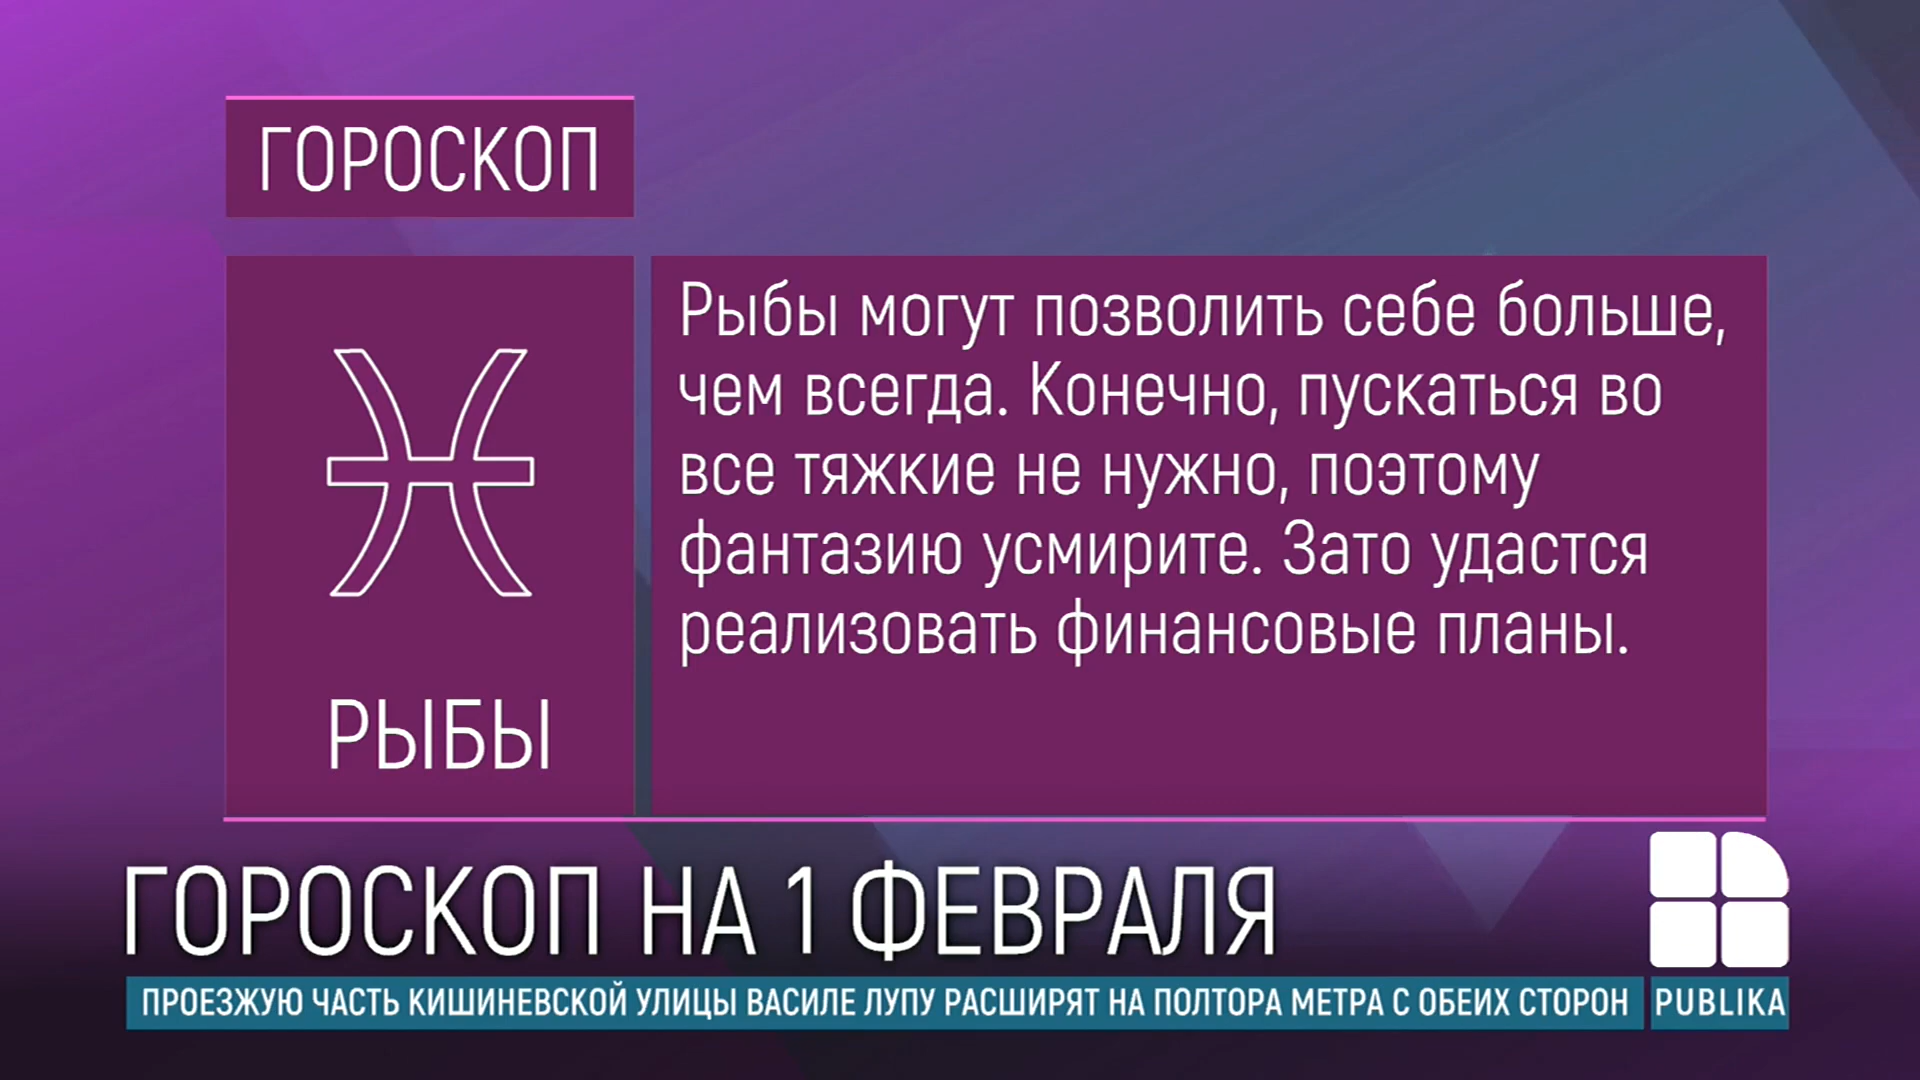 ГОРОСКОП
РЫБЫ
Рыбы могут позволить себе больше,
чем всегда. Конечно, пускаться во
все тяжкие не нужно, поэтому
фантазию усмирите. Зато удастся
реализовать финансовые планы.
ГОРОСКОП НА 1 ФЕВРАЛЯ
ПРОЕЗЖУЮ ЧАСТЬ КИШИНЕВСКОЙ УЛИЦЫ ВАСИЛЕ ЛУПУ РАСШИРЯТ НА ПОЛТОРА МЕТРА С ОБЕИХ СТОРОН
PUBLIKA